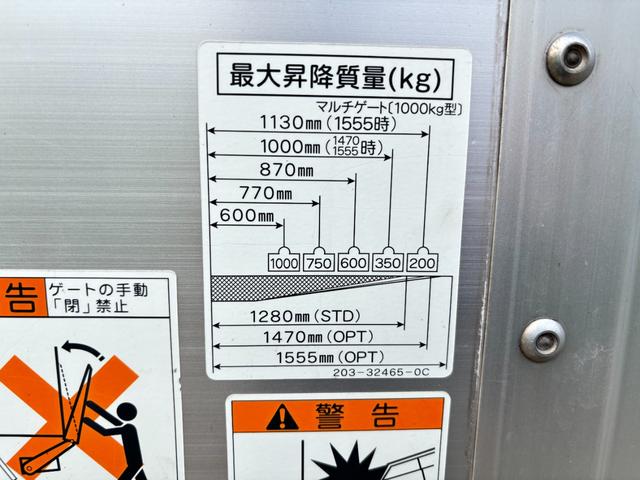 最大昇降質量(kg)
マルチゲート〔1000kg型〕
1130mm(1555時)
1000mm(1470/1555時)
870mm
770mm
600mm
1000 750 600 350 200
1280mm(STD)
1470mm(OPT)
1555mm(OPT)
203-32465-0C
告 ゲートの手動
「閉」禁止
警告